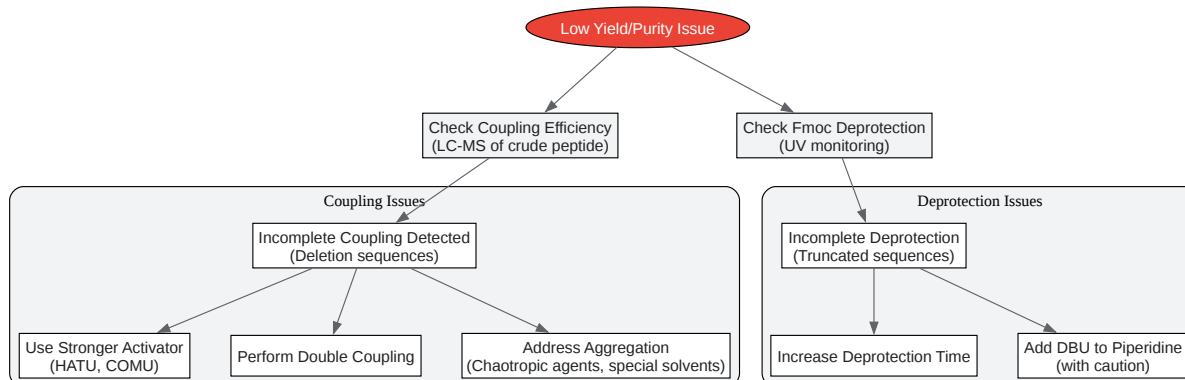 Low Yield/Purity Issue
Check Coupling Efficiency
(LC-MS of crude peptide)
Check Fmoc Deprotection
(UV monitoring)
Coupling Issues
Incomplete Coupling Detected
(Deletion sequences)
Use Stronger Activator
(HATU, COMU)
Perform Double Coupling
Address Aggregation
(Chaotropic agents, special solvents)
Deprotection Issues
Incomplete Deprotection
(Truncated sequences)
Increase Deprotection Time
Add DBU to Piperidine
(with caution)